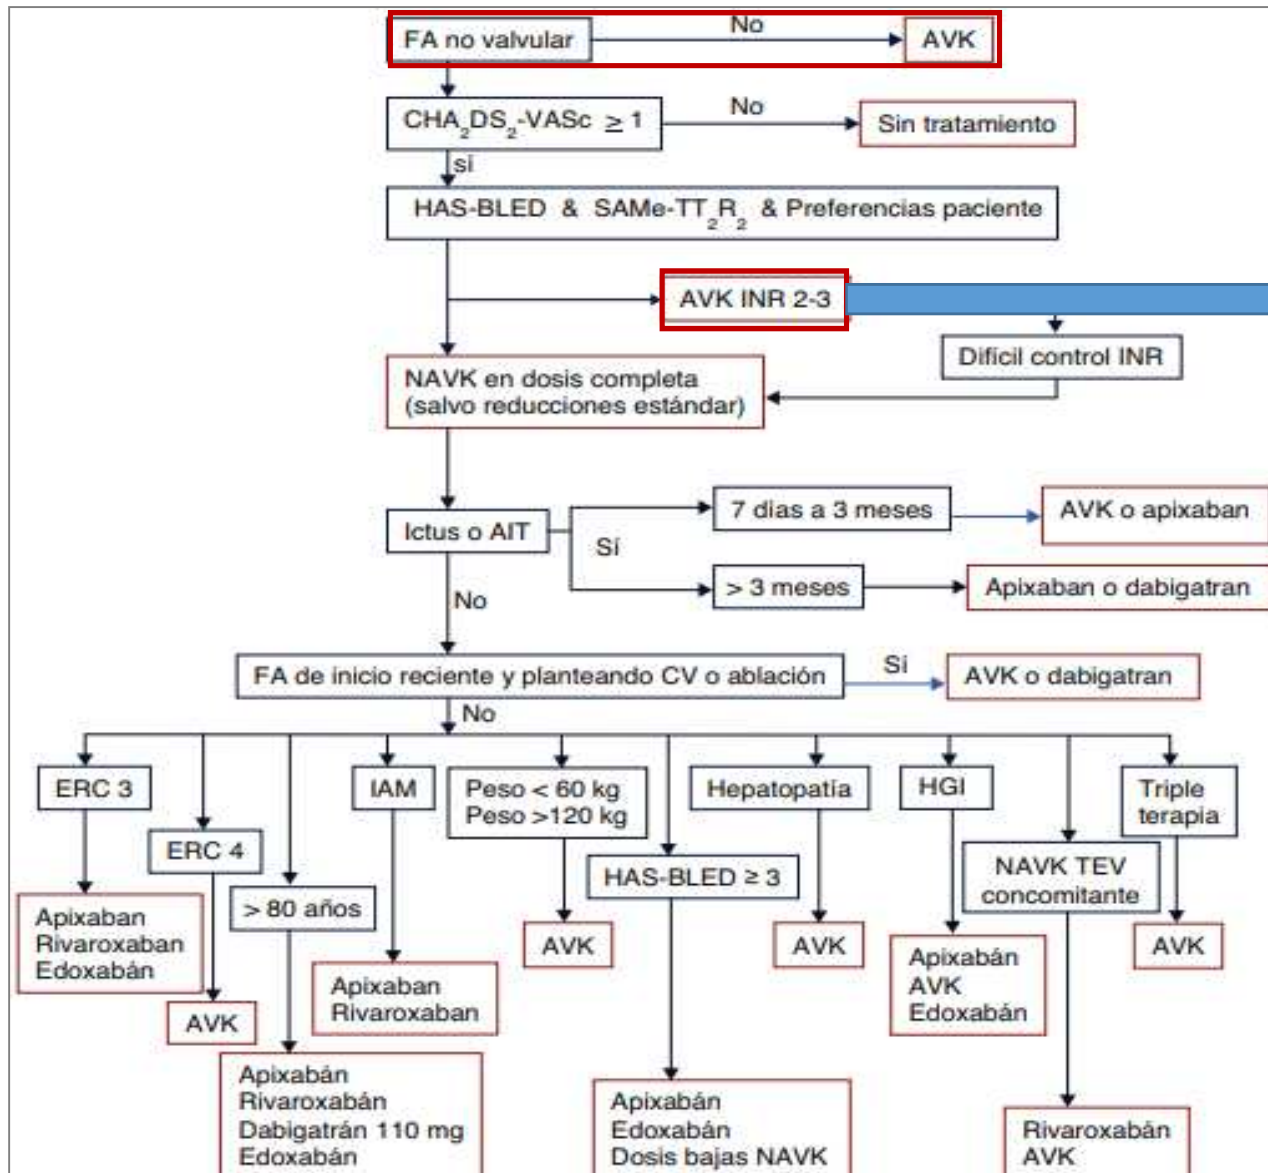 FA no valvular
No
AVK
CHA2DS2-VASc ≥ 1
No
Sin tratamiento
sí
HAS-BLED & SAMe-TT2R2 & Preferencias paciente
AVK INR 2-3
Difícil control INR
NAVK en dosis completa
(salvo reducciones estándar)
Ictus o AIT
Sí
7 dias a 3 meses
AVK o apixaban
> 3 meses
Apixaban o dabigatran
No
FA de inicio reciente y planteando CV o ablación
Si
AVK o dabigatran
No
ERC 3
Apixaban
Rivaroxaban
Edoxabán
ERC 4
AVK
> 80 años
Apixabán
Rivaroxabán
Dabigatrán 110 mg
Edoxabán
IAM
Apixaban
Rivaroxaban
Peso < 60 kg
Peso >120 kg
AVK
HAS-BLED ≥ 3
Apixabán
Edoxabán
Dosis bajas NAVK
Hepatopatía
AVK
HGI
Apixabán
AVK
Edoxabán
NAVK TEV
concomitante
Rivaroxabán
AVK
Triple
terapia
AVK